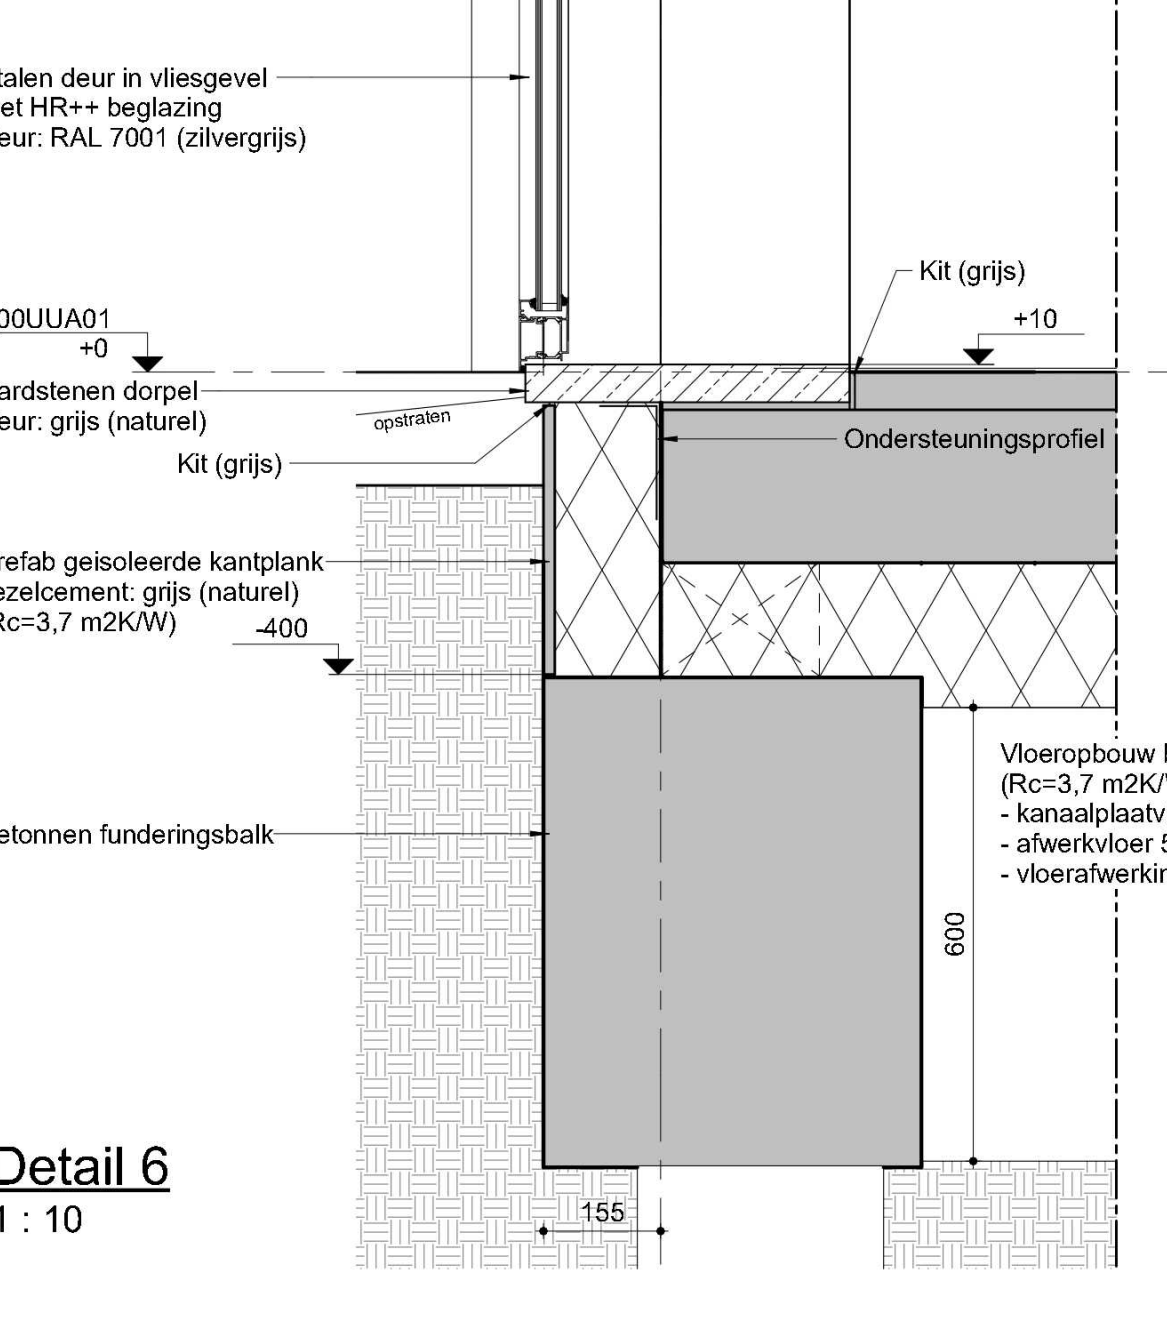 talen deur in vliesgevel
et HR++ beglazing
eur: RAL 7001 (zilvergrijs)
Kit (grijs)
00UUA01
+0
+10
ardstenen dorpel
eur: grijs (naturel)
opstraten
Ondersteuningsprofiel
Kit (grijs)
refab geisoleerde kantplank
ezelcement: grijs (naturel)
Rc=3,7 m2K/W)
-400
Vloeropbouw
(Rc=3,7 m2K/
- kanaalplaatv
- afwerkvloer 5
- vloerafwerkin
etonnen funderingsbalk
600
Detail 6
1 : 10
155